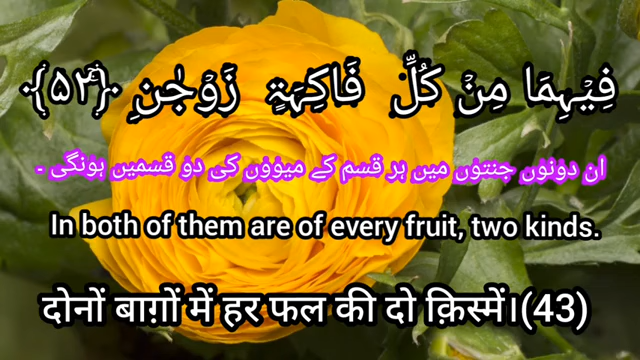 فِيۡهِمَا مِنۡ كُلِّ فَاكِهَةٍ زَوۡجٰنِ ﴿ۚ۵۲﴾
ان دونوں جنتوں میں ہر قسم کے میووں کی دو قسمیں ہونگی ۔
In both of them are of every fruit, two kinds.
दोनों बाग़ों में हर फल की दो क़िस्में।(43)